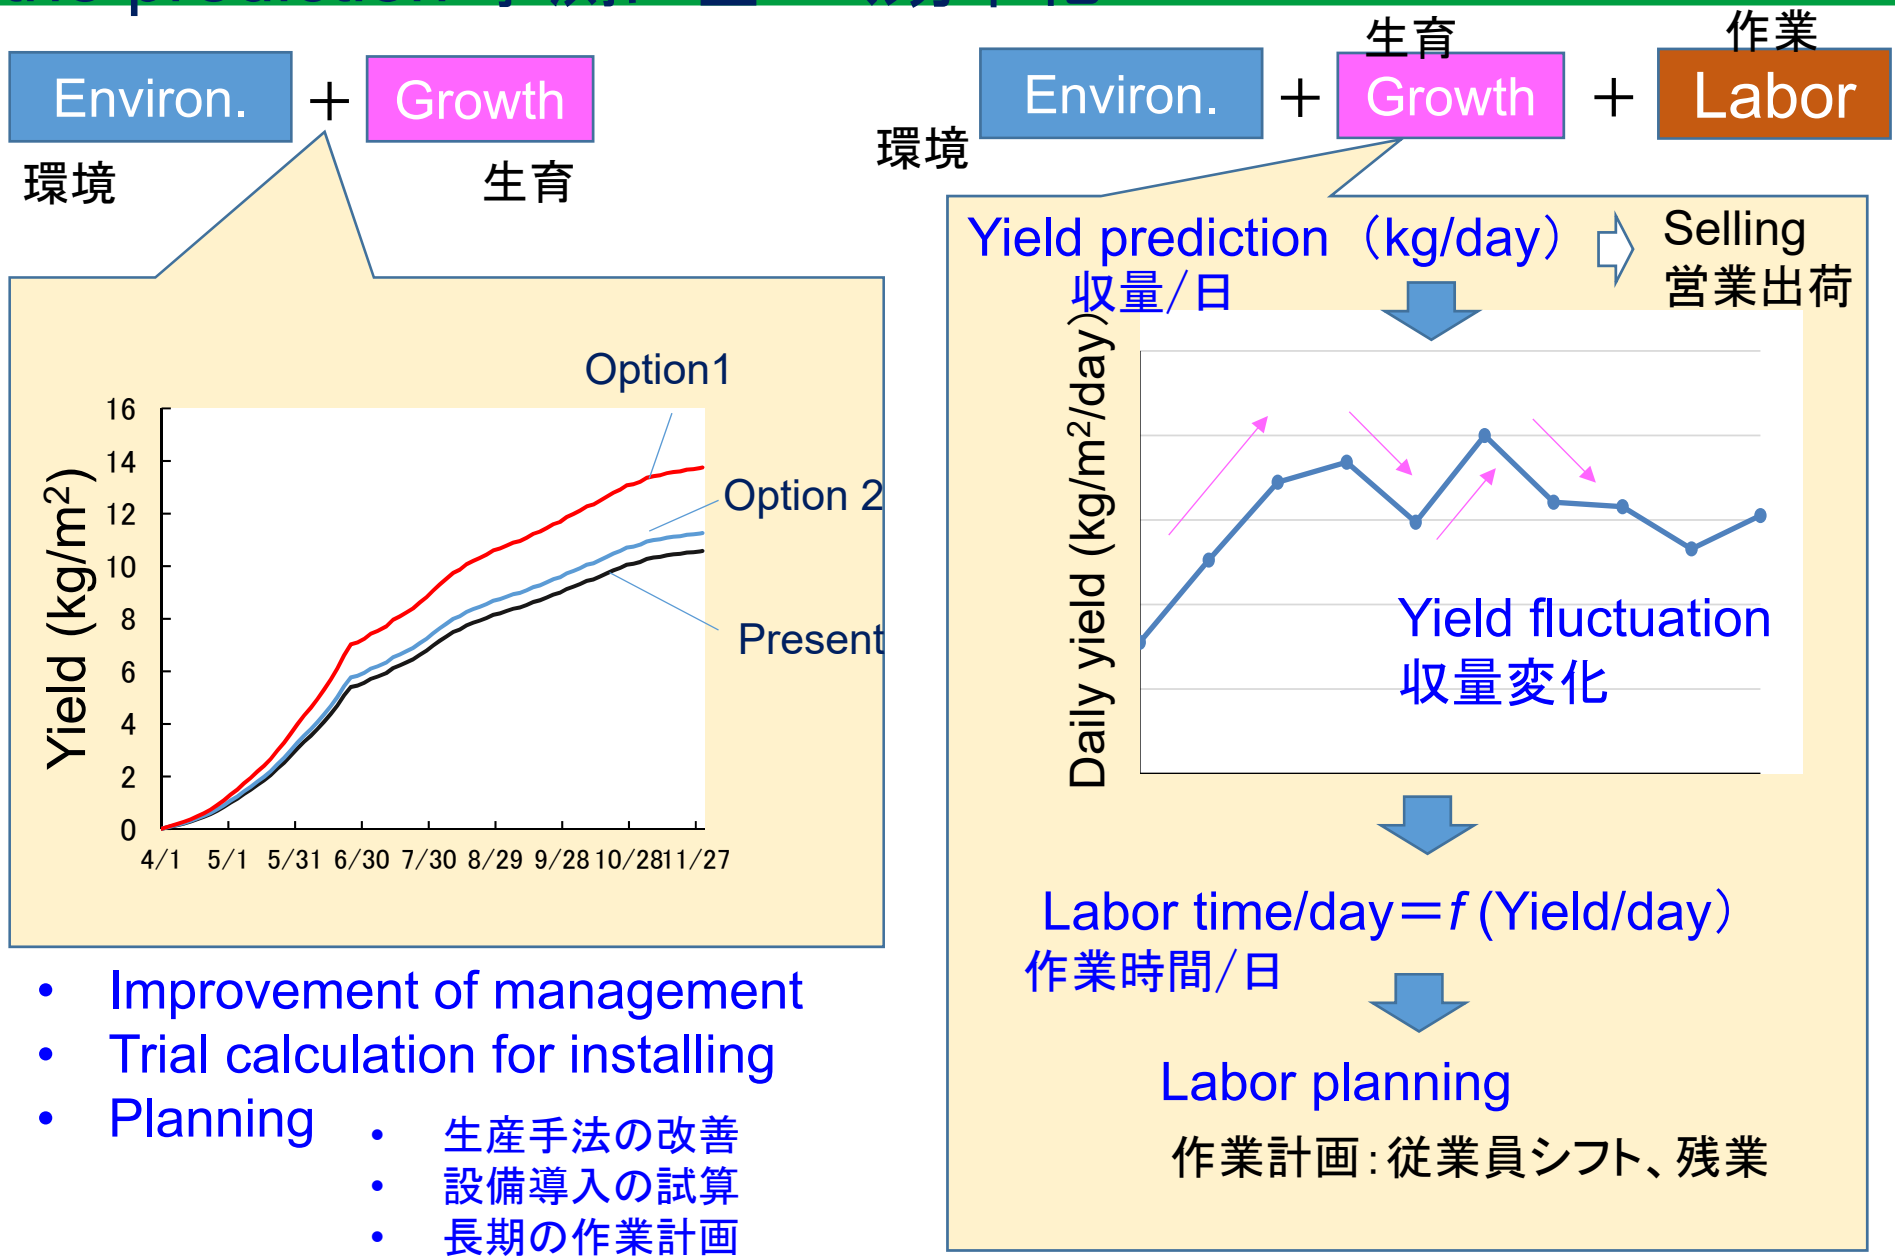 the prediction
Environ.
+
Growth
環境
生育
Option1
Option 2
Present
Yield (kg/m2)
16
14
12
10
8
6
4
2
0
4/1 5/1 5/31 6/30 7/30 8/29 9/28 10/28 11/27
• Improvement of management
• Trial calculation for installing
• Planning
• 生産手法の改善
• 設備導入の試算
• 長期の作業計画
生育
作業
Environ.
+
Growth
+
Labor
環境
Yield prediction（kg/day）
収量/日
Selling
営業出荷
Daily yield (kg/m2/day)
Yield fluctuation
収量変化
Labor time/day＝f (Yield/day）
作業時間/日
Labor planning
作業計画：従業員シフト、残業